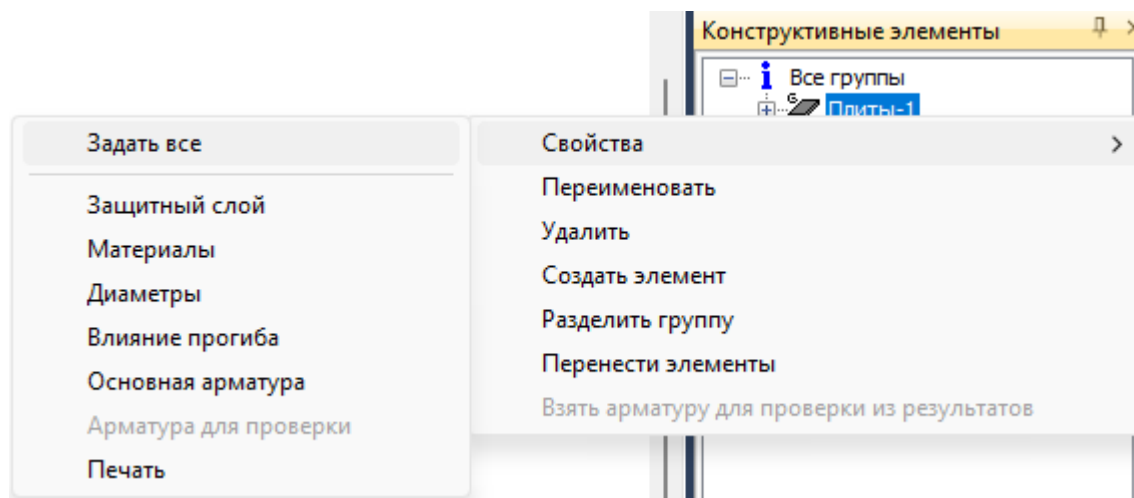 Конструктивные элементы
Все группы
Плиты-1
Свойства
Переименовать
Удалить
Создать элемент
Разделить группу
Перенести элементы
Взять арматуру для проверки из результатов
Задать все
Защитный слой
Материалы
Диаметры
Влияние прогиба
Основная арматура
Арматура для проверки
Печать